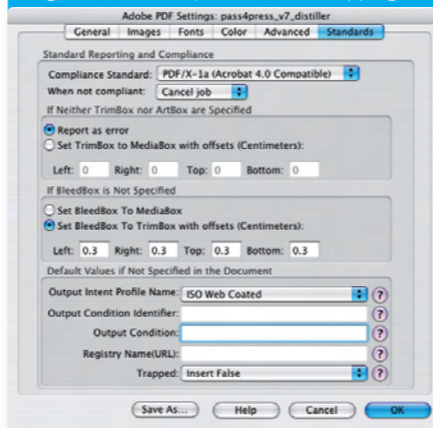 Adobe PDF Settings: pass4press_v7_distiller
General Images Fonts Color Advanced Standards
Standard Reporting and Compliance
Compliance Standard: PDF/X-1a (Acrobat 4.0 Compatible)
When not compliant: Cancel job
If Neither TrimBox nor ArtBox are Specified
Report as error
Set TrimBox to MediaBox with offsets (Centimeters):
Left: 0 Right: 0 Top: 0 Bottom: 0
If BleedBox is Not Specified
Set BleedBox To MediaBox
Set BleedBox To TrimBox with offsets (Centimeters):
Left: 0.3 Right: 0.3 Top: 0.3 Bottom: 0.3
Default Values if Not Specified in the Document
Output Intent Profile Name: ISO Web Coated ?
Output Condition Identifier: ?
Output Condition: ?
Registry Name(URL): ?
Trapped: Insert False ?
Save As... Help Cancel OK